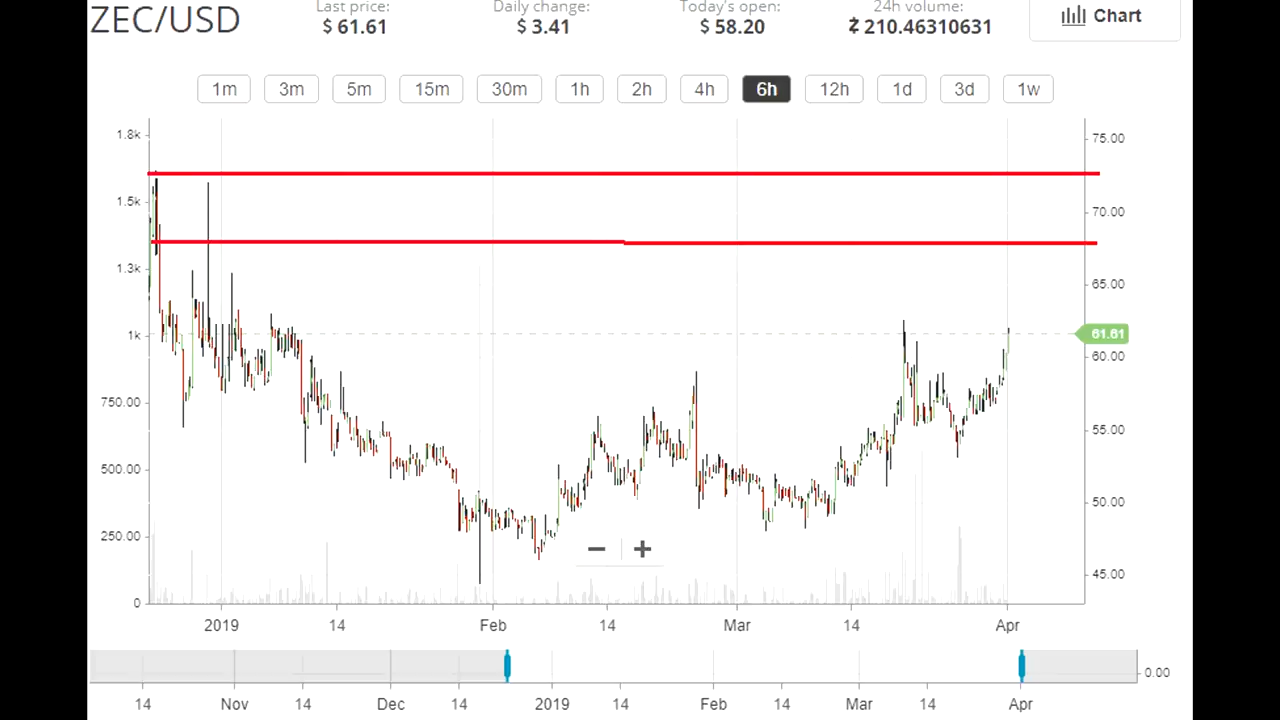 ZEC/USD
Last price:
$ 61.61
Daily change:
$ 3.41
Today's open:
$ 58.20
24h volume:
ƶ 210.46310631
Chart
1m 3m 5m 15m 30m 1h 2h 4h 6h 12h 1d 3d 1w
1.8k 75.00
1.5k 70.00
1.3k 65.00
1k 61.61
60.00
750.00 55.00
500.00 50.00
250.00 45.00
0
2019 14 Feb 14 Mar 14 Apr
0.00
14 Nov 14 Dec 14 2019 14 Feb 14 Mar 14 Apr